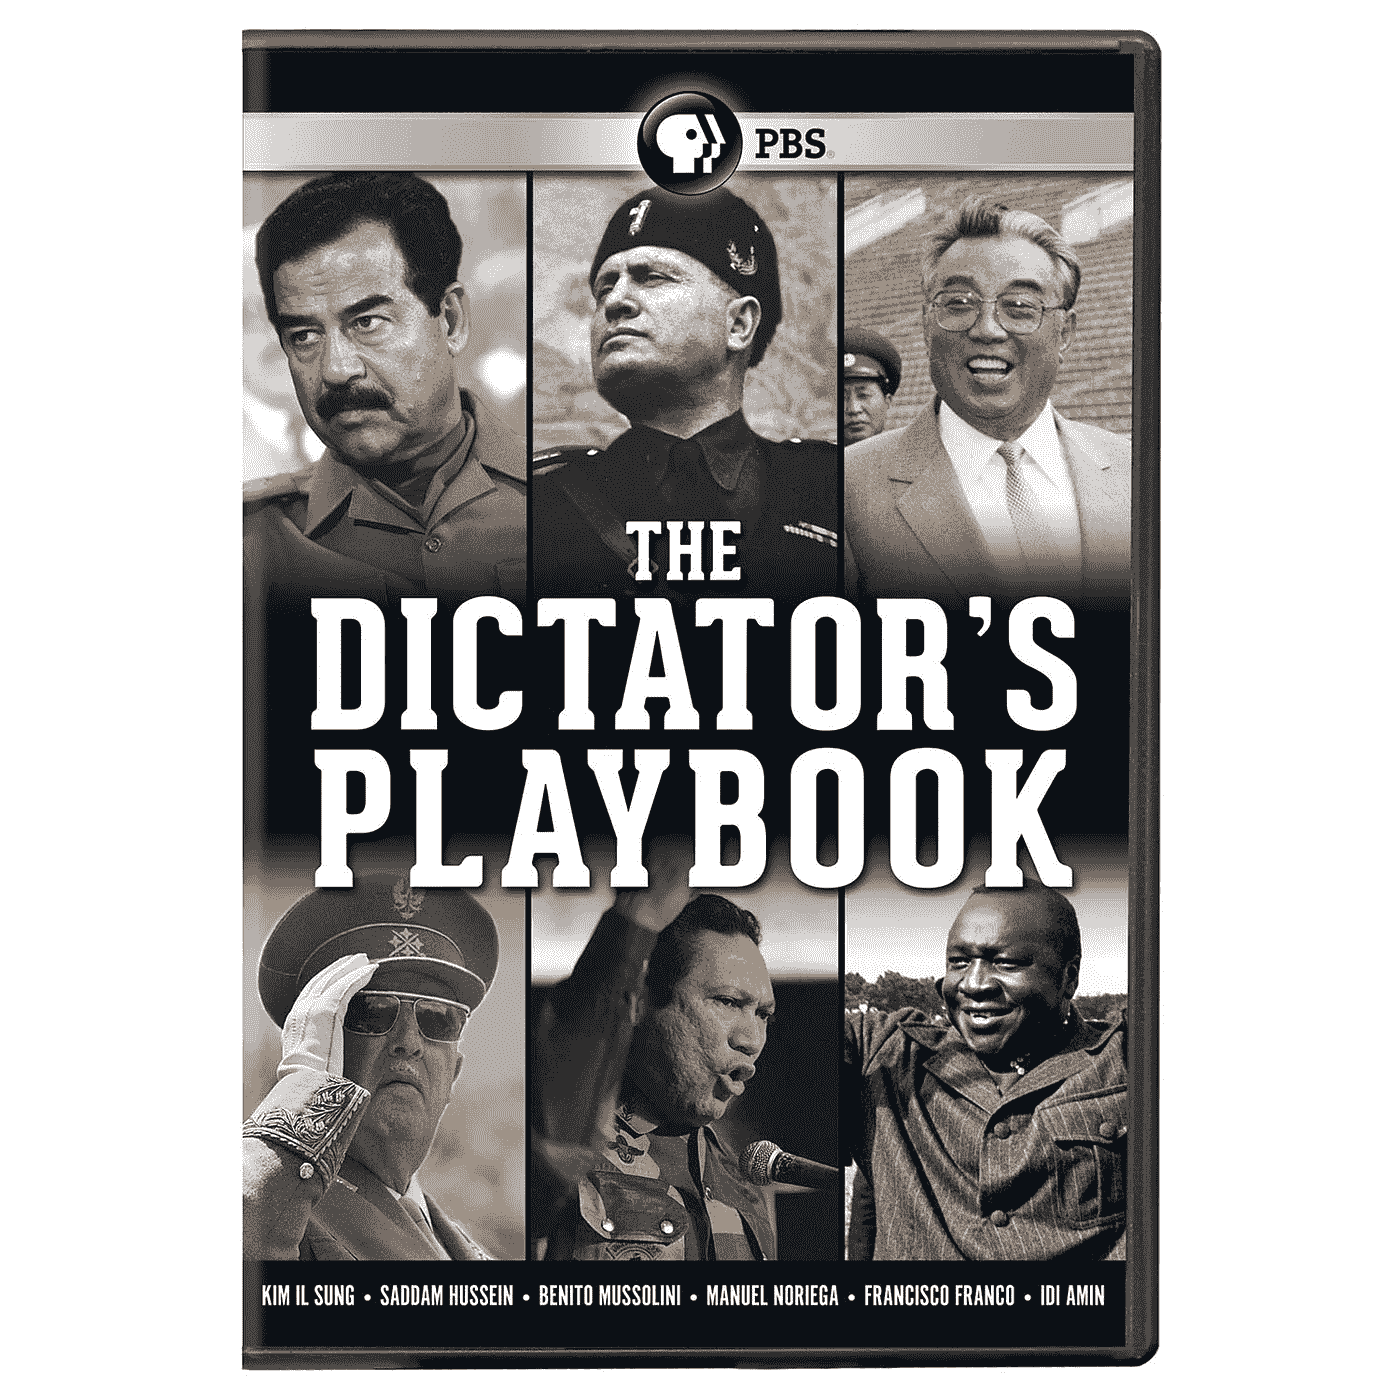 PBS
THE
DICTATOR'S
PLAYBOOK
KIM IL SUNG • SADDAM HUSSEIN • BENITO MUSSOLINI • MANUEL NORIEGA • FRANCISCO FRANCO • IDI AMIN